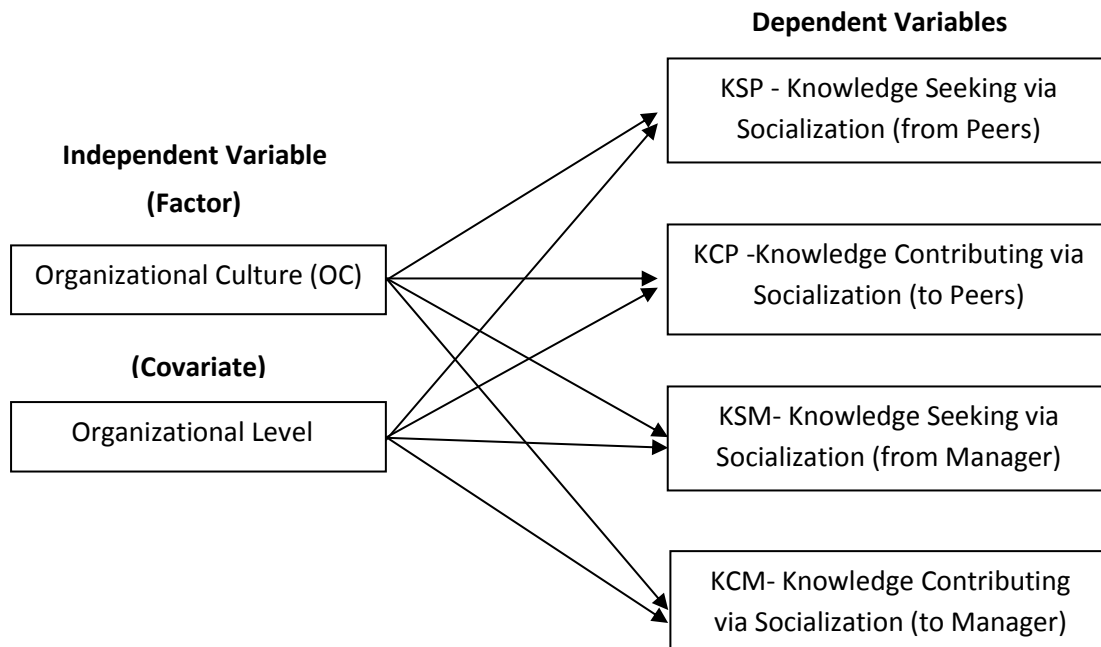 Dependent Variables
KSP - Knowledge Seeking via
Socialization (from Peers)
Independent Variable
(Factor)
Organizational Culture (OC)
KCP -Knowledge Contributing via
Socialization (to Peers)
(Covariate)
Organizational Level
KSM- Knowledge Seeking via
Socialization (from Manager)
KCM- Knowledge Contributing
via Socialization (to Manager)